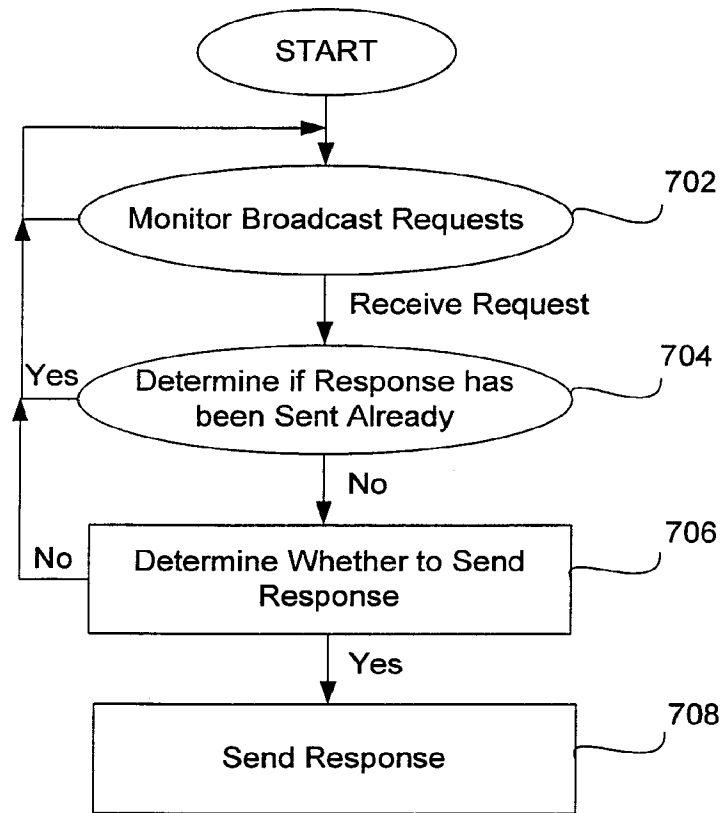 START
702
Monitor Broadcast Requests
Receive Request
704
Yes
Determine if Response has
been Sent Already
No
706
No
Determine Whether to Send
Response
Yes
708
Send Response